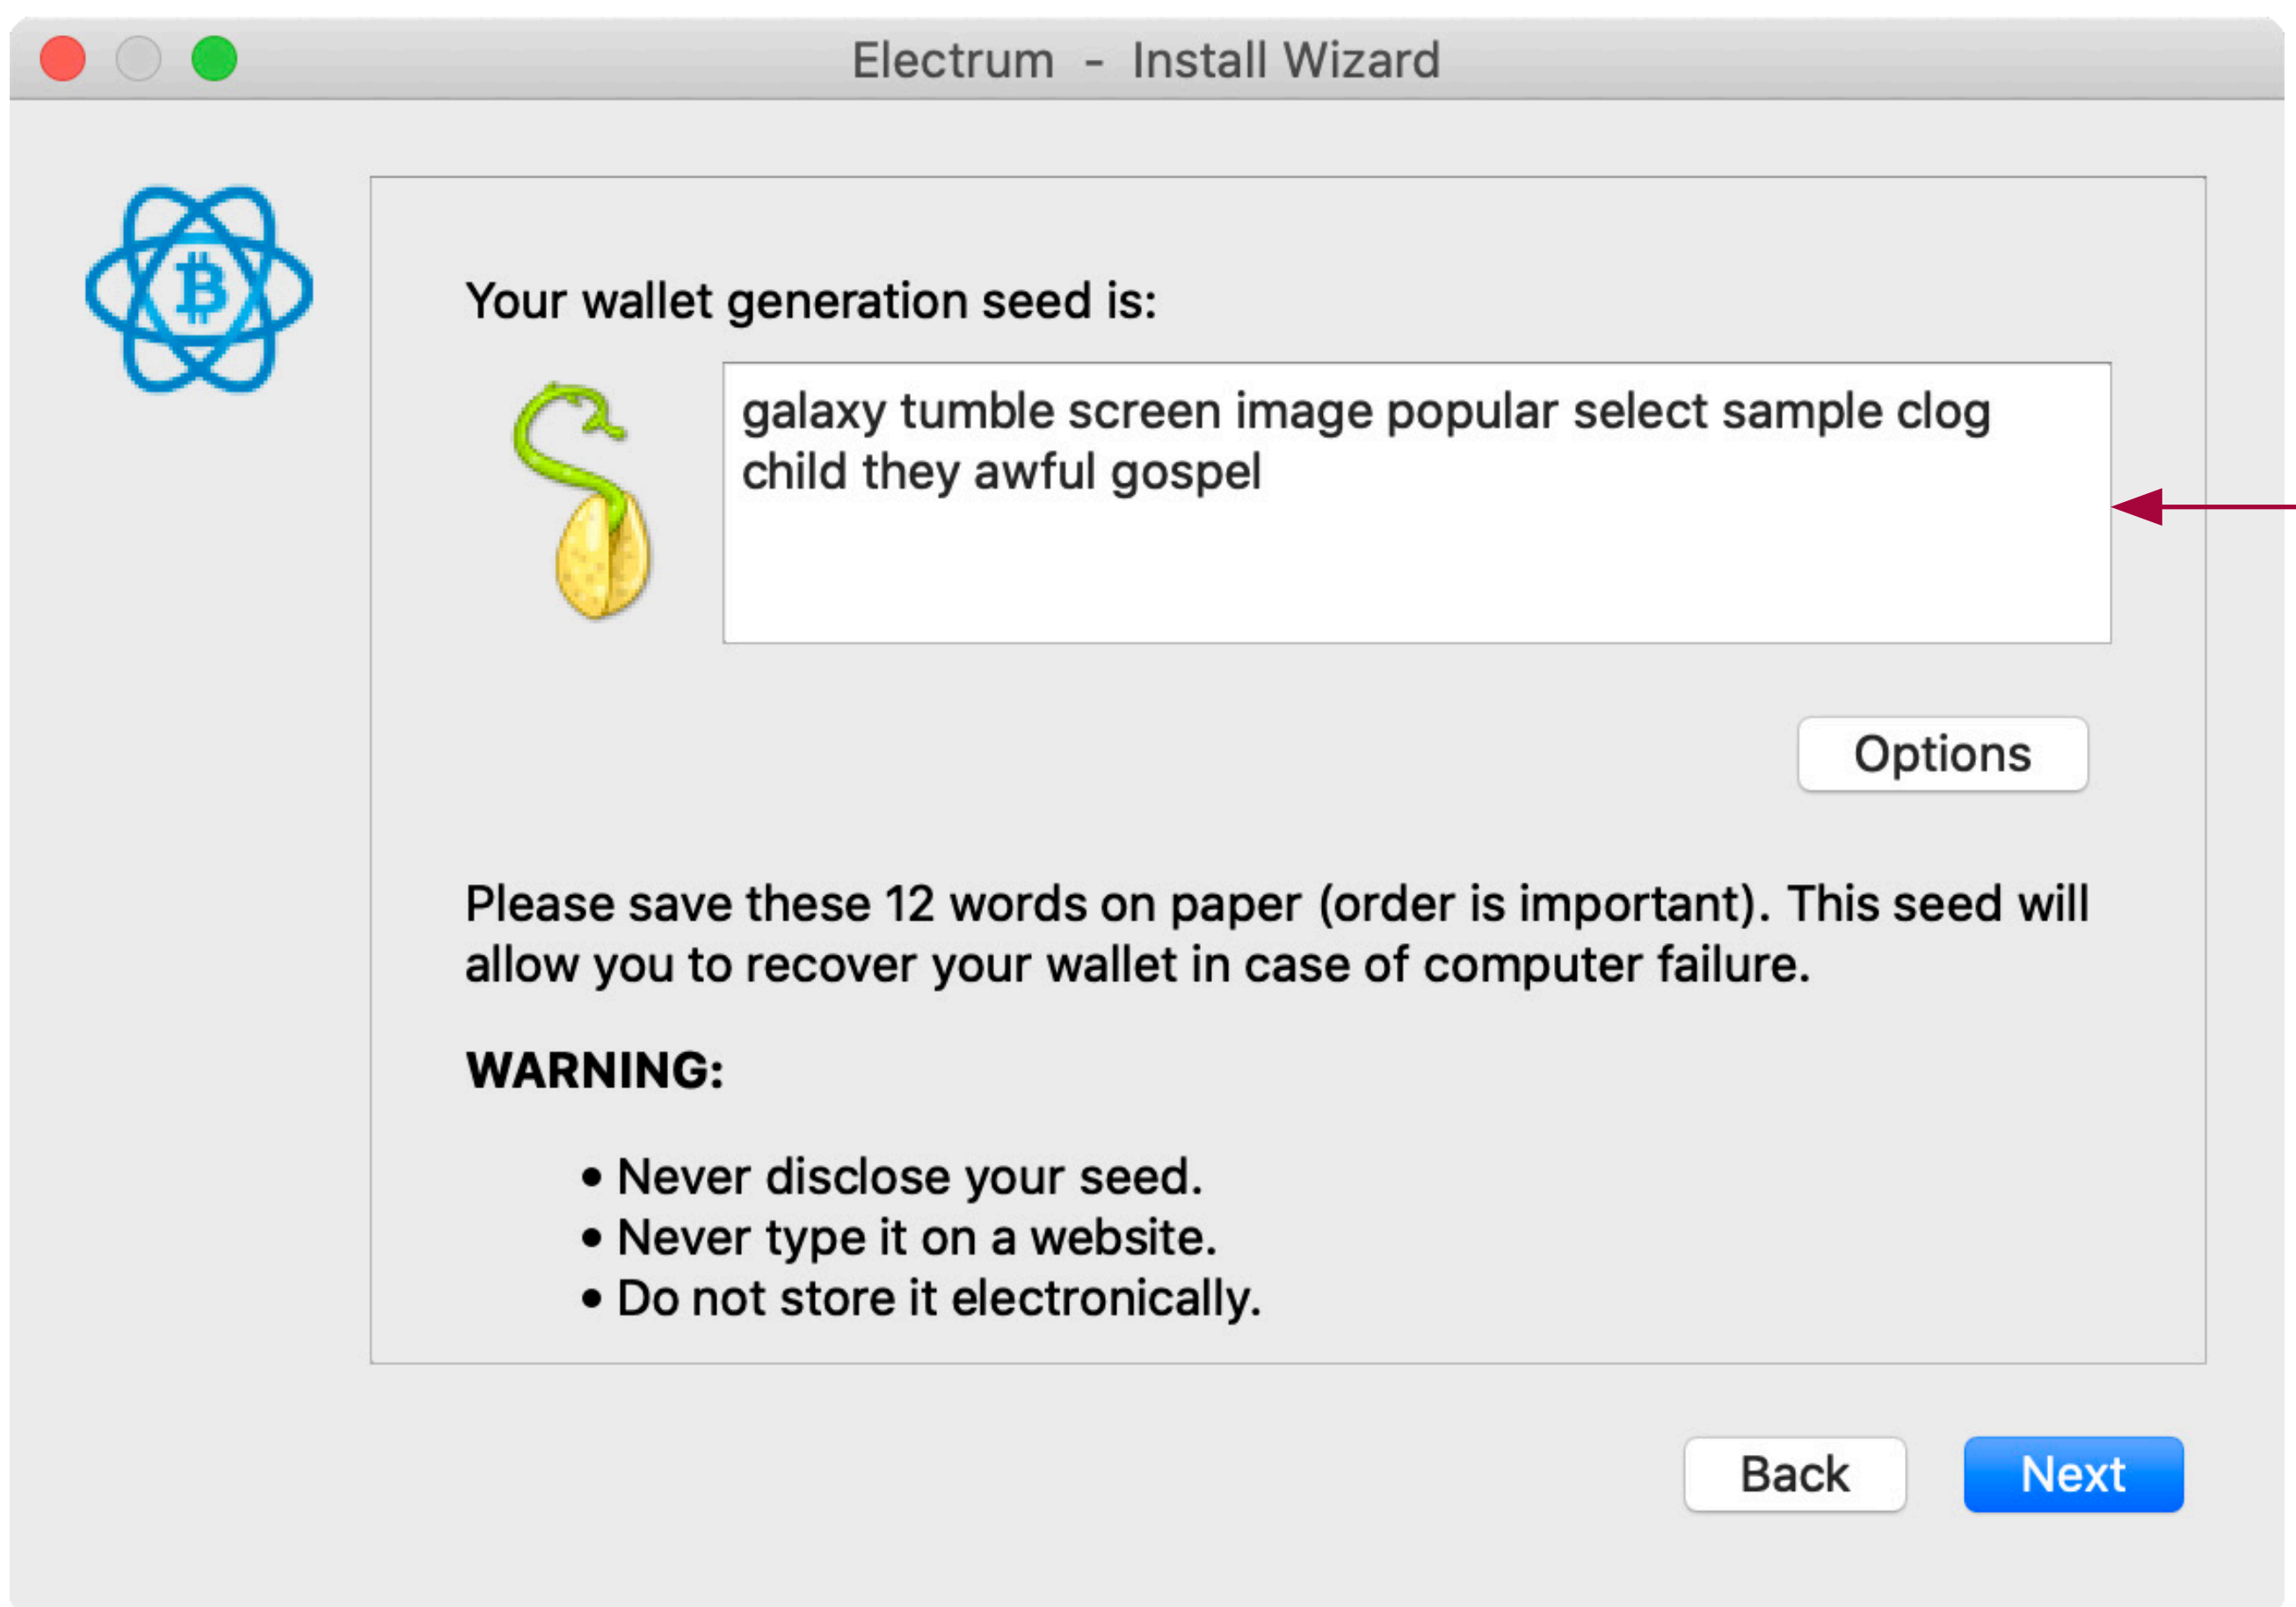 Electrum - Install Wizard
Your wallet generation seed is:
galaxy tumble screen image popular select sample clog
child they awful gospel
Options
Please save these 12 words on paper (order is important). This seed will
allow you to recover your wallet in case of computer failure.
WARNING:
• Never disclose your seed.
• Never type it on a website.
• Do not store it electronically.
Back
Next